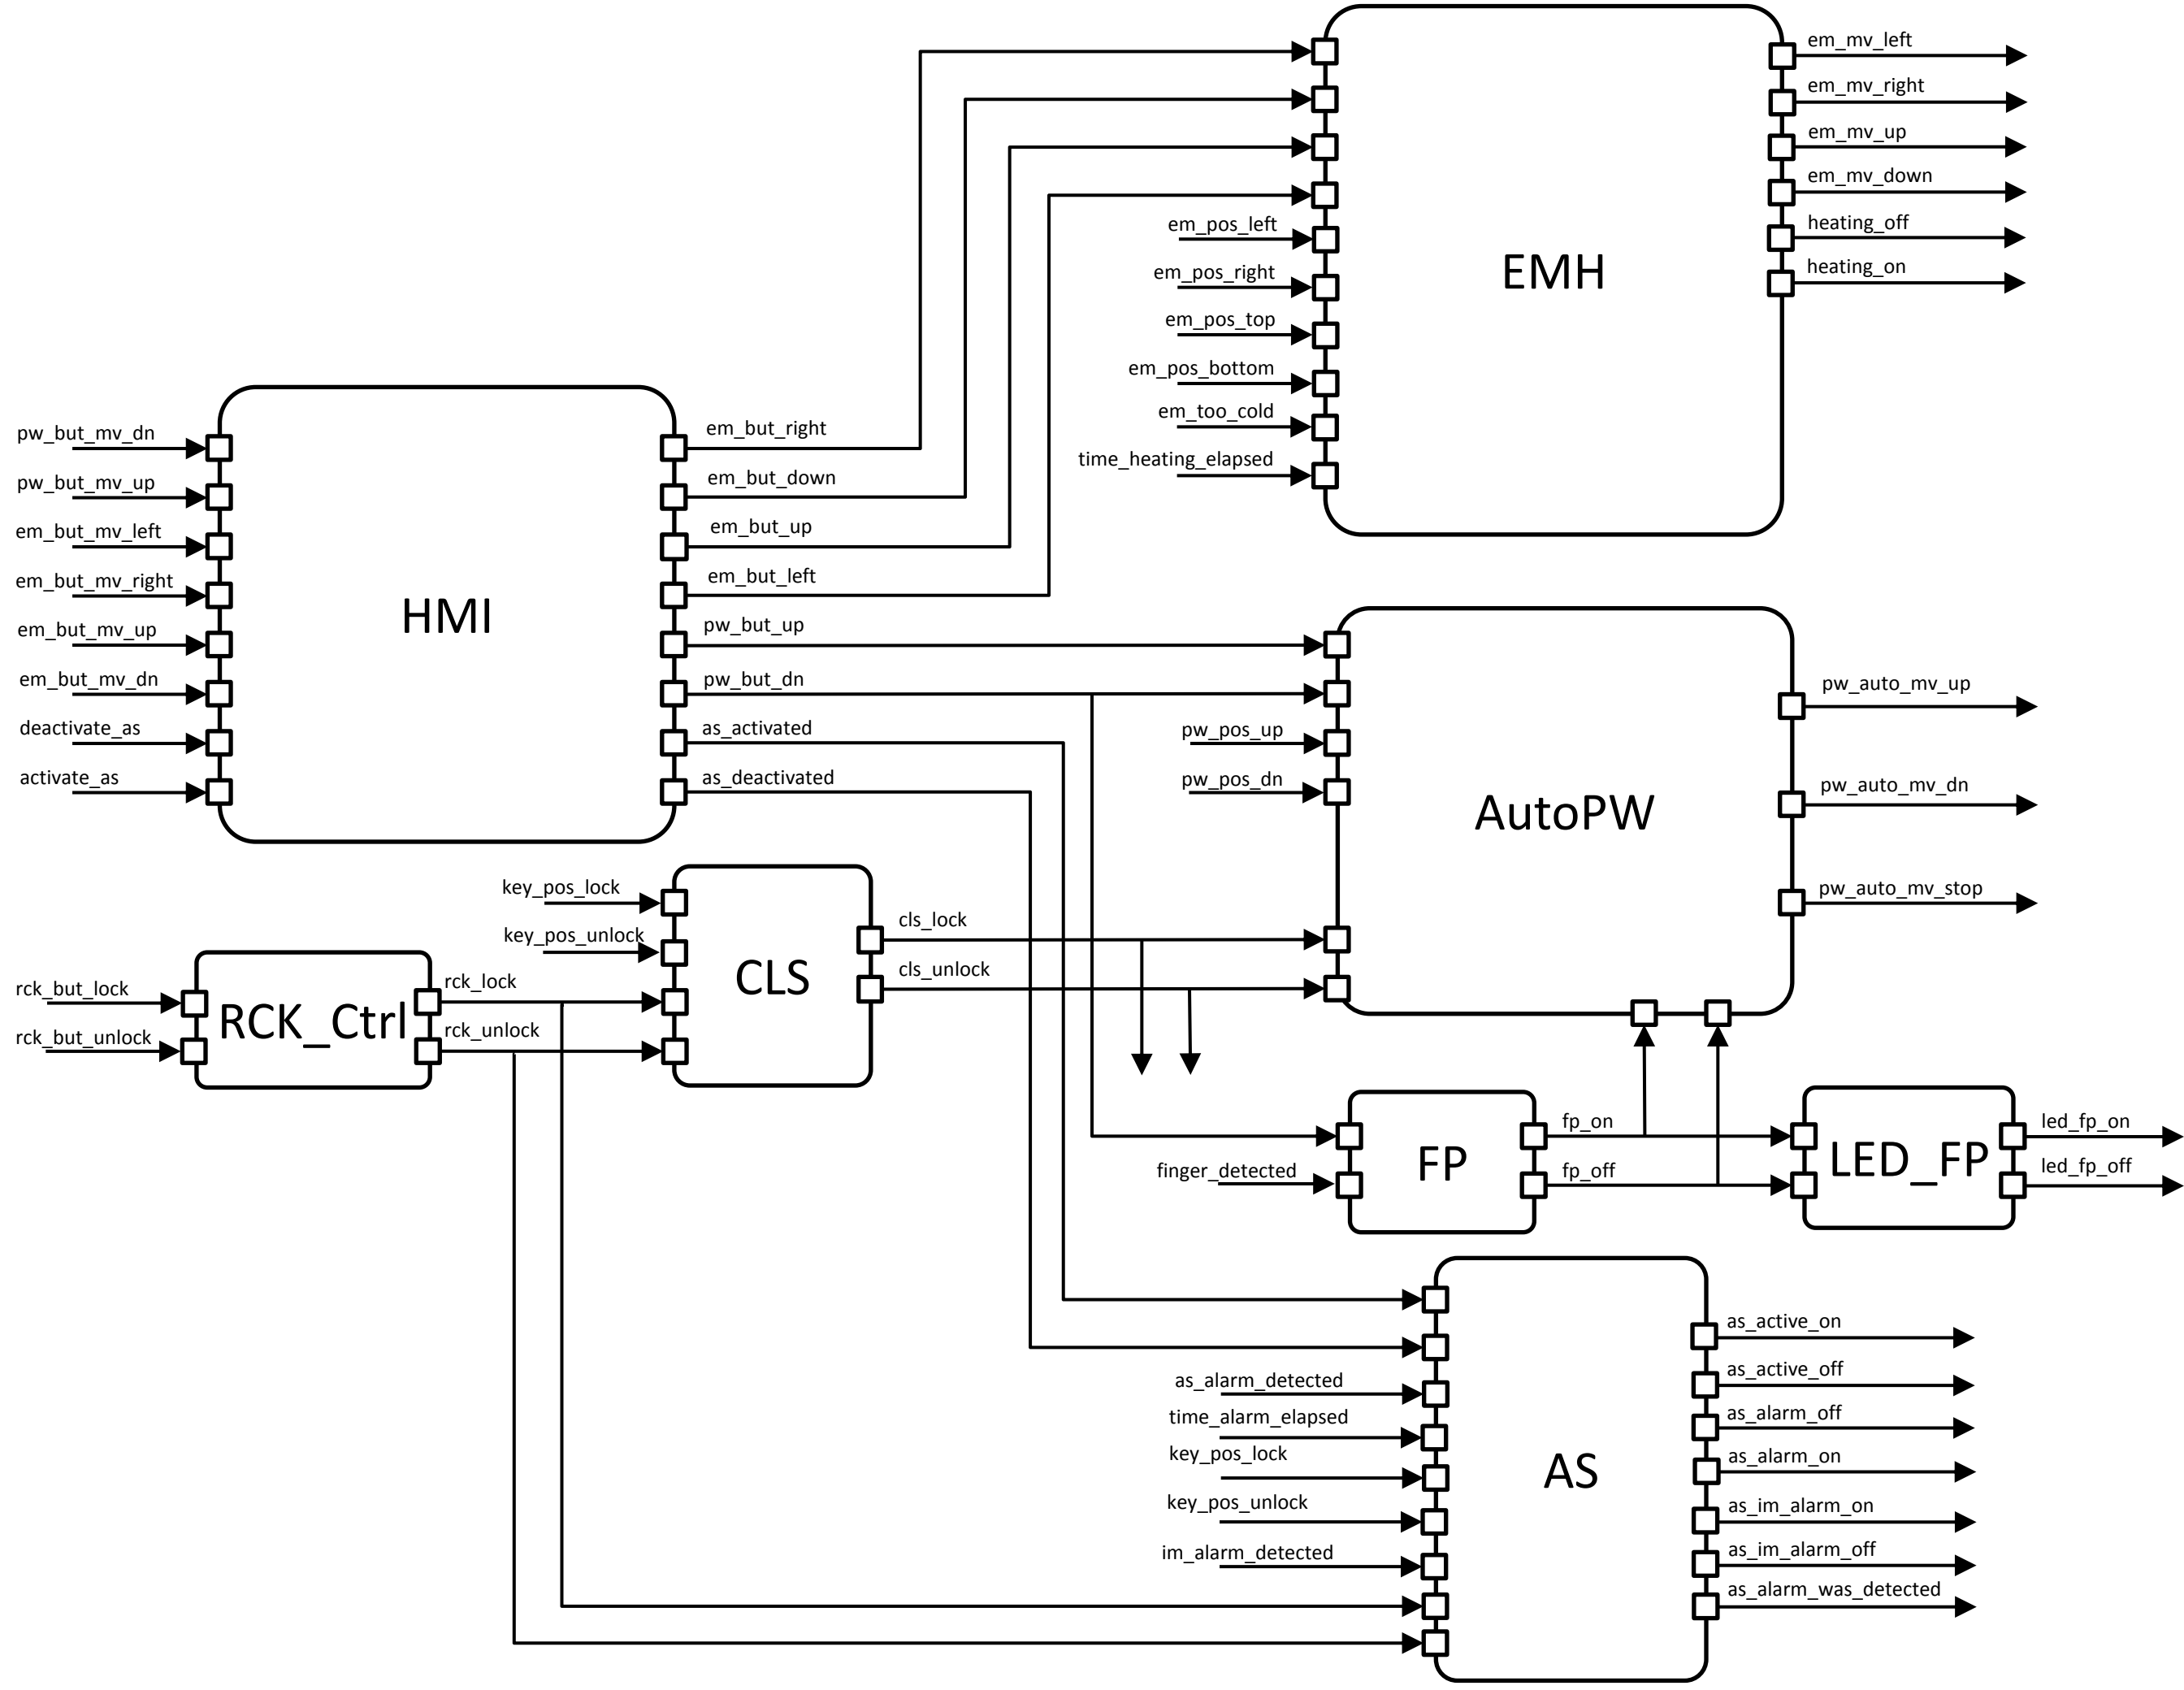 em_mv_left
em_mv_right
em_mv_up
em_mv_down
heating_off
heating_on
em_pos_left
em_pos_right
em_pos_top
em_pos_bottom
em_too_cold
time_heating_elapsed
EMH
pw_but_mv_dn
pw_but_mv_up
em_but_mv_left
em_but_mv_right
em_but_mv_up
em_but_mv_dn
deactivate_as
activate_as
HMI
em_but_right
em_but_down
em_but_up
em_but_left
pw_but_up
pw_but_dn
as_activated
as_deactivated
pw_pos_up
pw_pos_dn
AutoPW
pw_auto_mv_up
pw_auto_mv_dn
pw_auto_mv_stop
key_pos_lock
key_pos_unlock
CLS
cls_lock
cls_unlock
rck_but_lock
rck_but_unlock
RCK_Ctrl
rck_lock
rck_unlock
finger_detected
FP
fp_on
fp_off
LED_FP
led_fp_on
led_fp_off
as_alarm_detected
time_alarm_elapsed
key_pos_lock
key_pos_unlock
im_alarm_detected
AS
as_active_on
as_active_off
as_alarm_off
as_alarm_on
as_im_alarm_on
as_im_alarm_off
as_alarm_was_detected